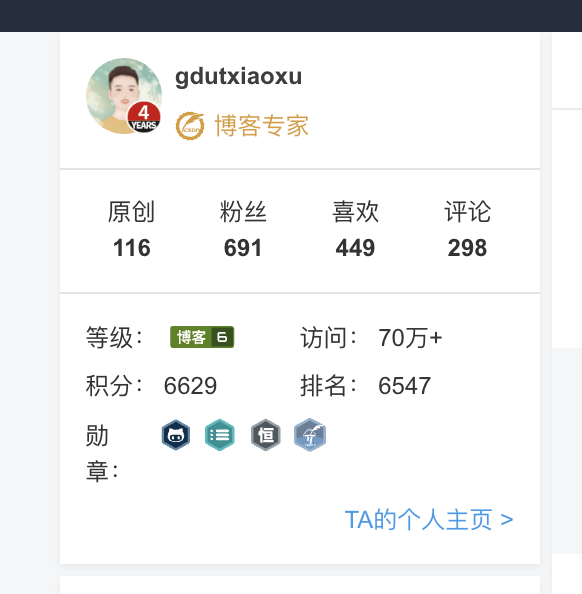 gdutxiaoxu
4
YEARS
CSDN 博客专家
原创 粉丝 喜欢 评论
116 691 449 298
等级： 博客 6 访问： 70万+
积分： 6629 排名： 6547
勋 恒
章：
TA的个人主页 >